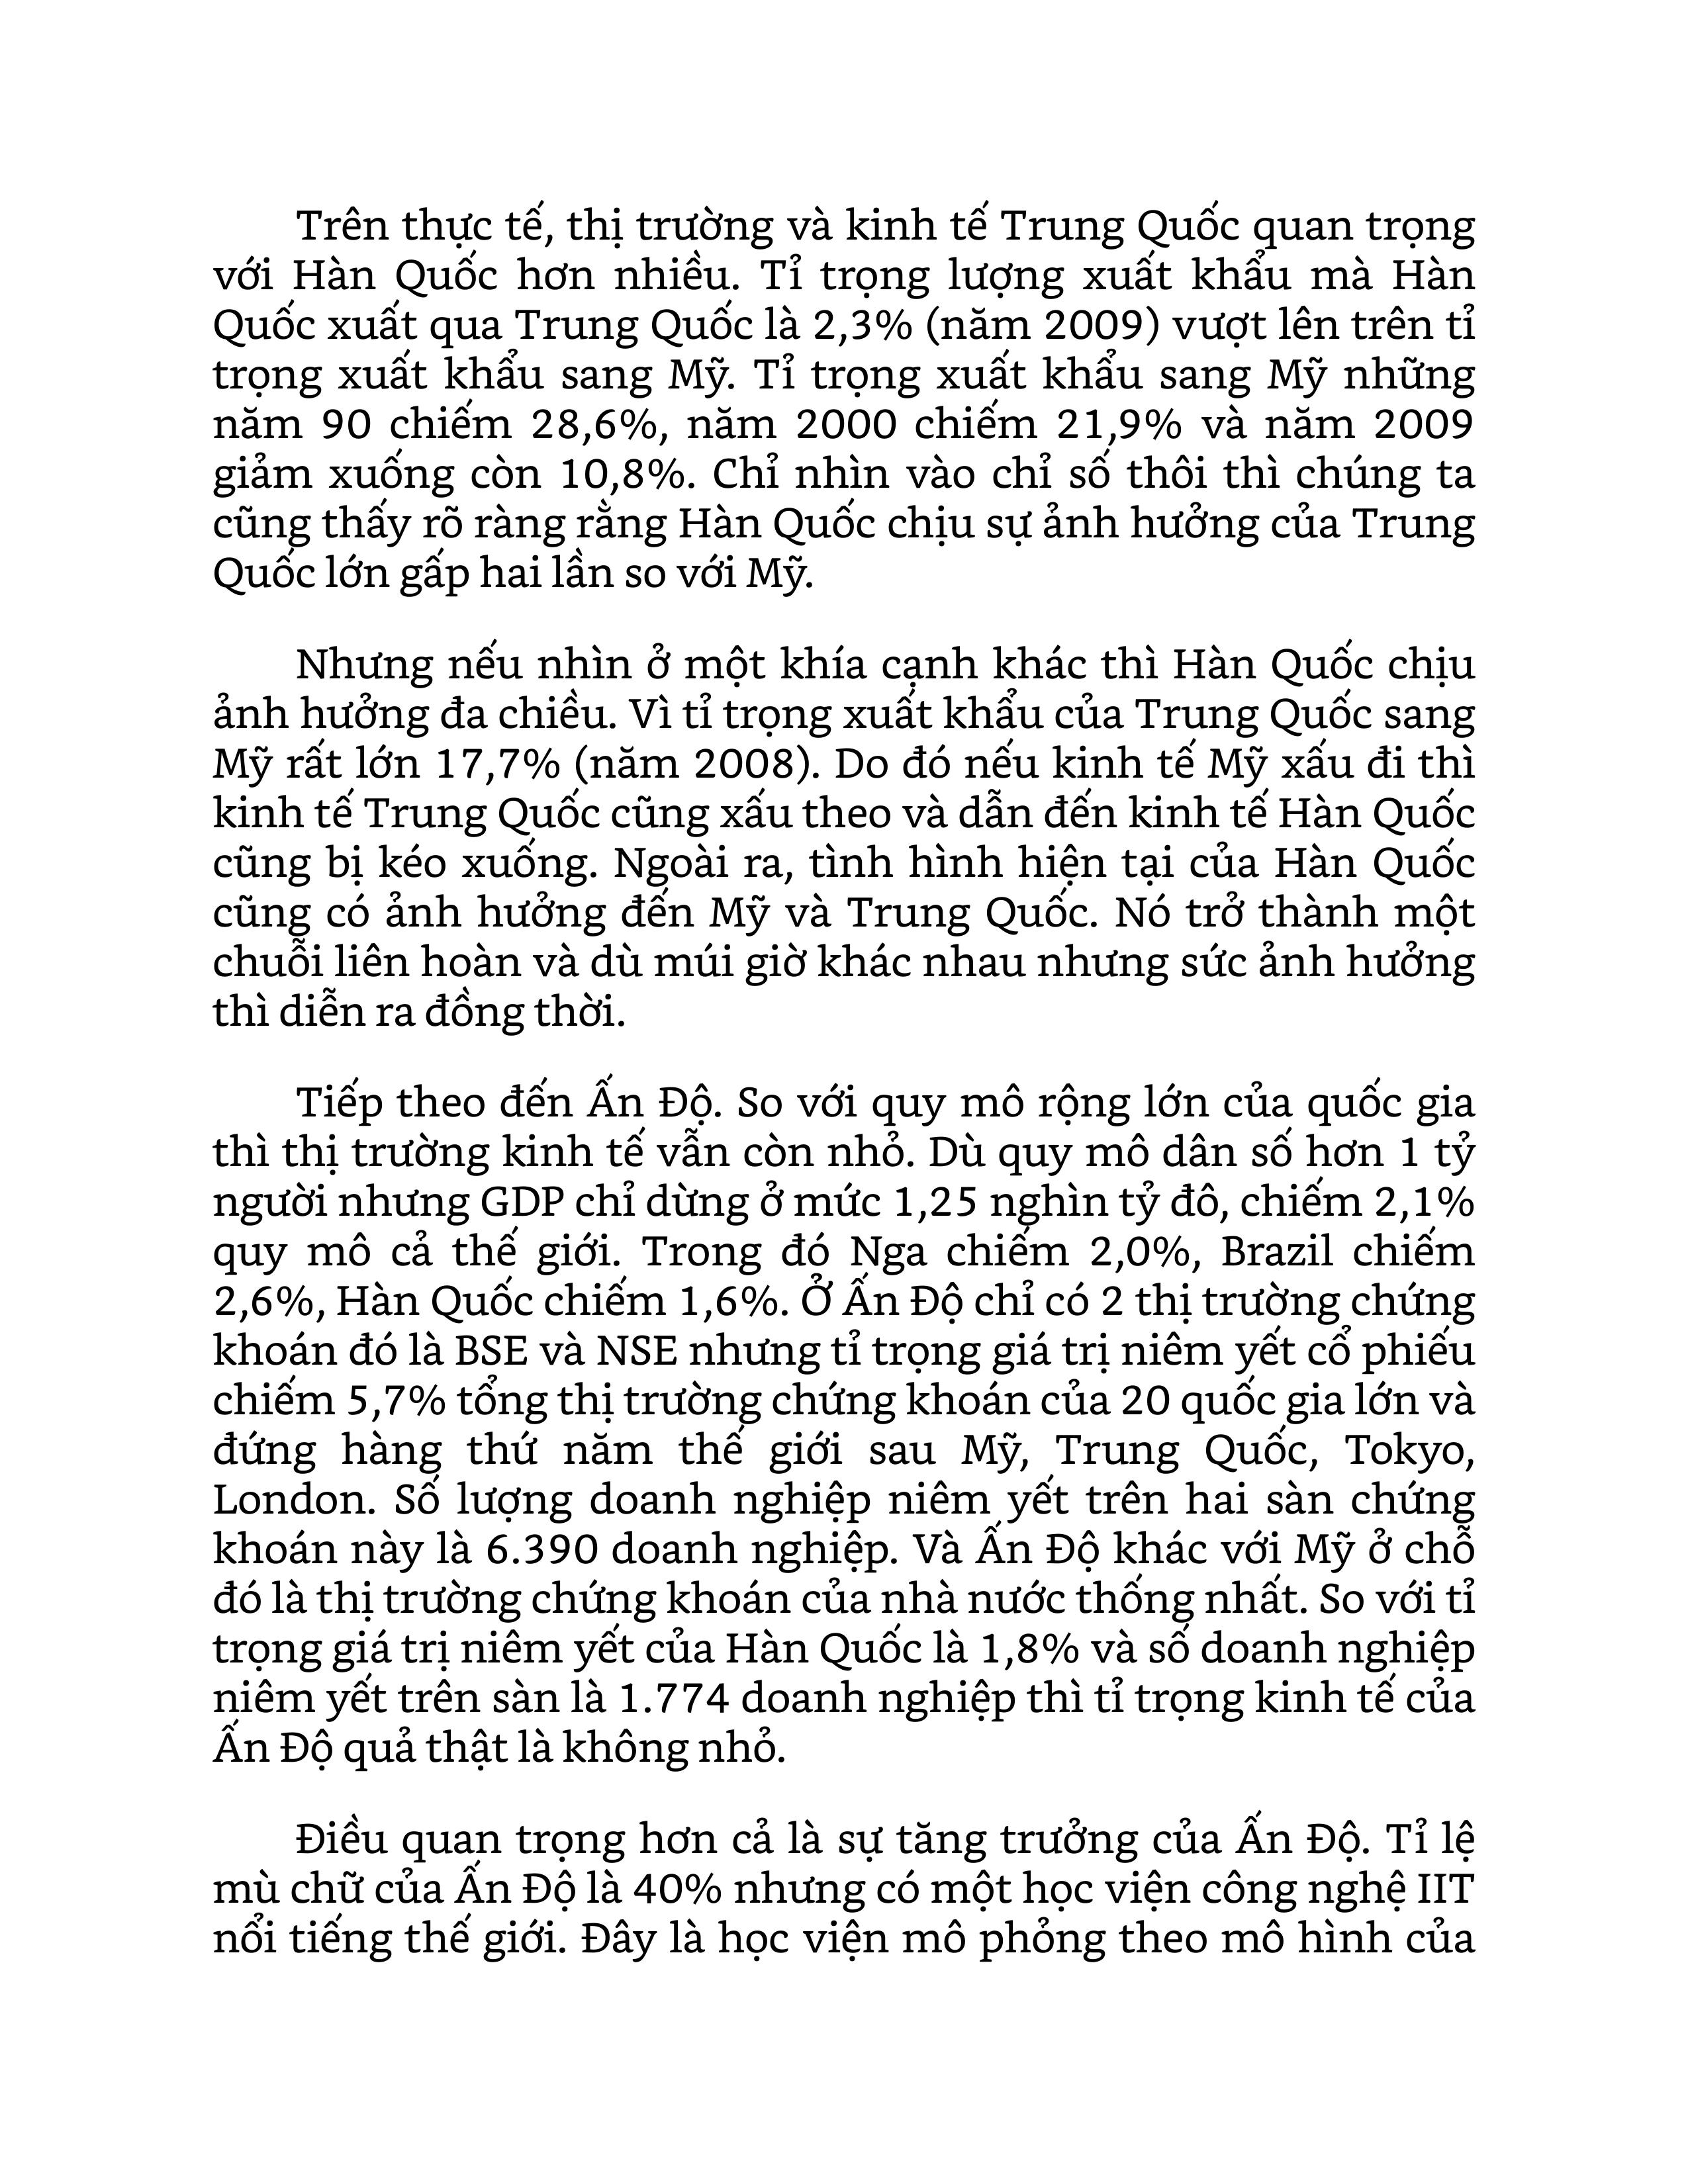 Trên thực tế, thị trường và kinh tế Trung Quốc quan trọng
với Hàn Quốc hơn nhiều. Tỉ trọng lượng xuất khẩu mà Hàn
Quốc xuất qua Trung Quốc là 2,3% (năm 2009) vượt lên trên tỉ
trọng xuất khẩu sang Mỹ. Tỉ trọng xuất khẩu sang Mỹ những
năm 90 chiếm 28,6%, năm 2000 chiếm 21,9% và năm 2009
giảm xuống còn 10,8%. Chỉ nhìn vào chỉ số thôi thì chúng ta
cũng thấy rõ ràng rằng Hàn Quốc chịu sự ảnh hưởng của Trung
Quốc lớn gấp hai lần so với Mỹ.
Nhưng nếu nhìn ở một khía cạnh khác thì Hàn Quốc chịu
ảnh hưởng đa chiều. Vì tỉ trọng xuất khẩu của Trung Quốc sang
Mỹ rất lớn 17,7% (năm 2008). Do đó nếu kinh tế Mỹ xấu đi thì
kinh tế Trung Quốc cũng xấu theo và dẫn đến kinh tế Hàn Quốc
cũng bị kéo xuống. Ngoài ra, tình hình hiện tại của Hàn Quốc
cũng có ảnh hưởng đến Mỹ và Trung Quốc. Nó trở thành một
chuỗi liên hoàn và dù múi giờ khác nhau nhưng sức ảnh hưởng
thì diễn ra đồng thời.
Tiếp theo đến Ấn Độ. So với quy mô rộng lớn của quốc gia
thì thị trường kinh tế vẫn còn nhỏ. Dù quy mô dân số hơn 1 tỷ
người nhưng GDP chỉ dừng ở mức 1,25 nghìn tỷ đô, chiếm 2,1%
quy mô cả thế giới. Trong đó Nga chiếm 2,0%, Brazil chiếm
2,6%, Hàn Quốc chiếm 1,6%. Ở Ấn Độ chỉ có 2 thị trường chứng
khoán đó là BSE và NSE nhưng tỉ trọng giá trị niêm yết cổ phiếu
chiếm 5,7% tổng thị trường chứng khoán của 20 quốc gia lớn và
đứng hàng thứ năm thế giới sau Mỹ, Trung Quốc, Tokyo,
London. Số lượng doanh nghiệp niêm yết trên hai sàn chứng
khoán này là 6.390 doanh nghiệp. Và Ấn Độ khác với Mỹ ở chỗ
đó là thị trường chứng khoán của nhà nước thống nhất. So với tỉ
trọng giá trị niêm yết của Hàn Quốc là 1,8% và số doanh nghiệp
niêm yết trên sàn là 1.774 doanh nghiệp thì tỉ trọng kinh tế của
Ấn Độ quả thật là không nhỏ.
Điều quan trọng hơn cả là sự tăng trưởng của Ấn Độ. Tỉ lệ
mù chữ của Ấn Độ là 40% nhưng có một học viện công nghệ IIT
nổi tiếng thế giới. Đây là học viện mô phỏng theo mô hình của